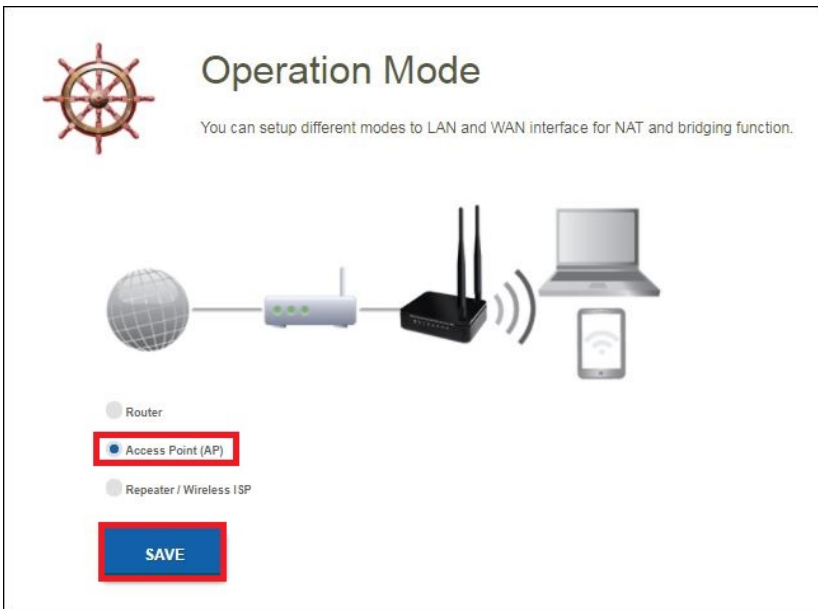 Operation Mode
You can setup different modes to LAN and WAN interface for NAT and bridging function.
Router
Access Point (AP)
Repeater / Wireless ISP
SAVE